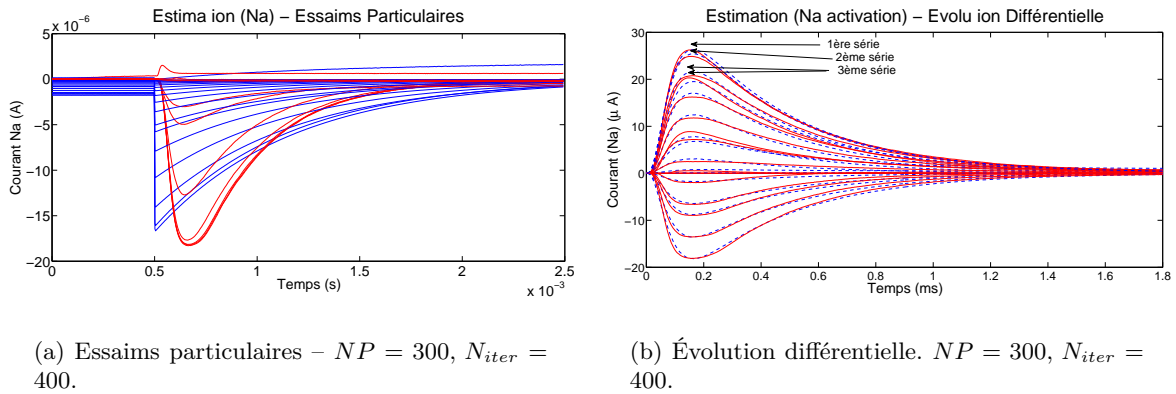 Estima ion (Na) – Essaims Particulaires
x 10⁻⁶
5
0
−5
−10
−15
−20
Courant Na (A)
0
0.5
1
1.5
2
2.5
Temps (s)
x 10⁻³
Estimation (Na activation) – Evolu ion Différentielle
30
20
10
0
−10
−20
Courant (Na) (µ A)
1ère série
2ème série
3ème série
0
0.2
0.4
0.6
0.8
1
1.2
1.4
1.6
1.8
Temps (ms)
(a) Essaims particulaires – NP = 300, N_iter =
400.
(b) Évolution différentielle. NP = 300, N_iter =
400.